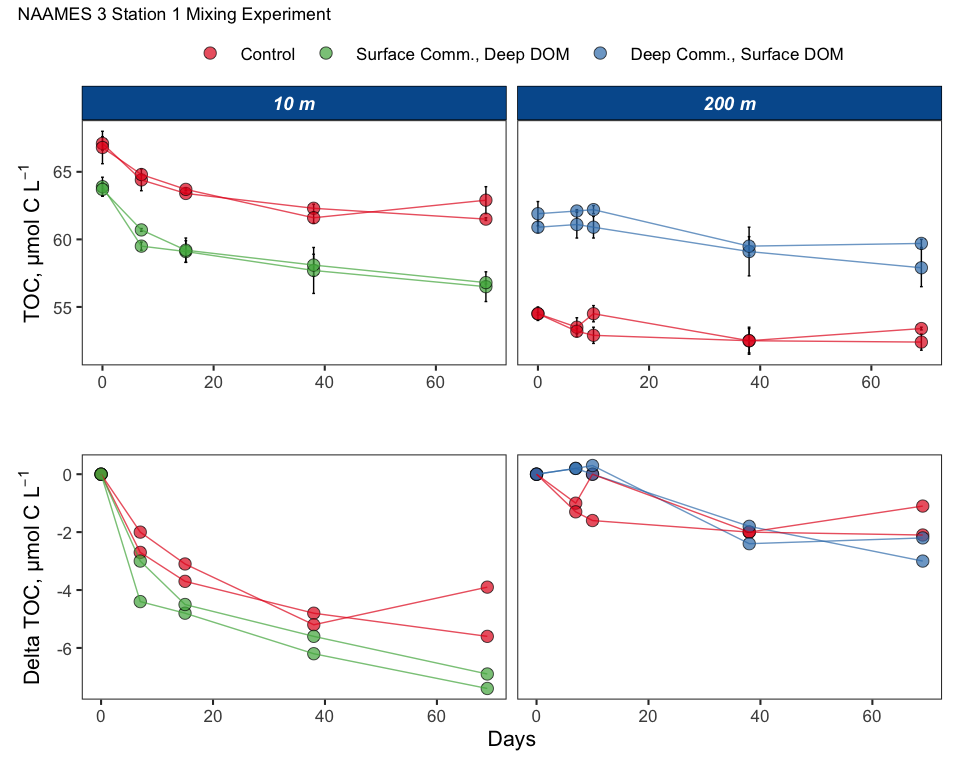 NAAMES 3 Station 1 Mixing Experiment
Control Surface Comm., Deep DOM Deep Comm., Surface DOM
10 m 200 m
TOC, μmol C L⁻¹
65
60
55
0 20 40 60 0 20 40 60
Delta TOC, μmol C L⁻¹
0
-2
-4
-6
0 20 40 60 0 20 40 60
Days